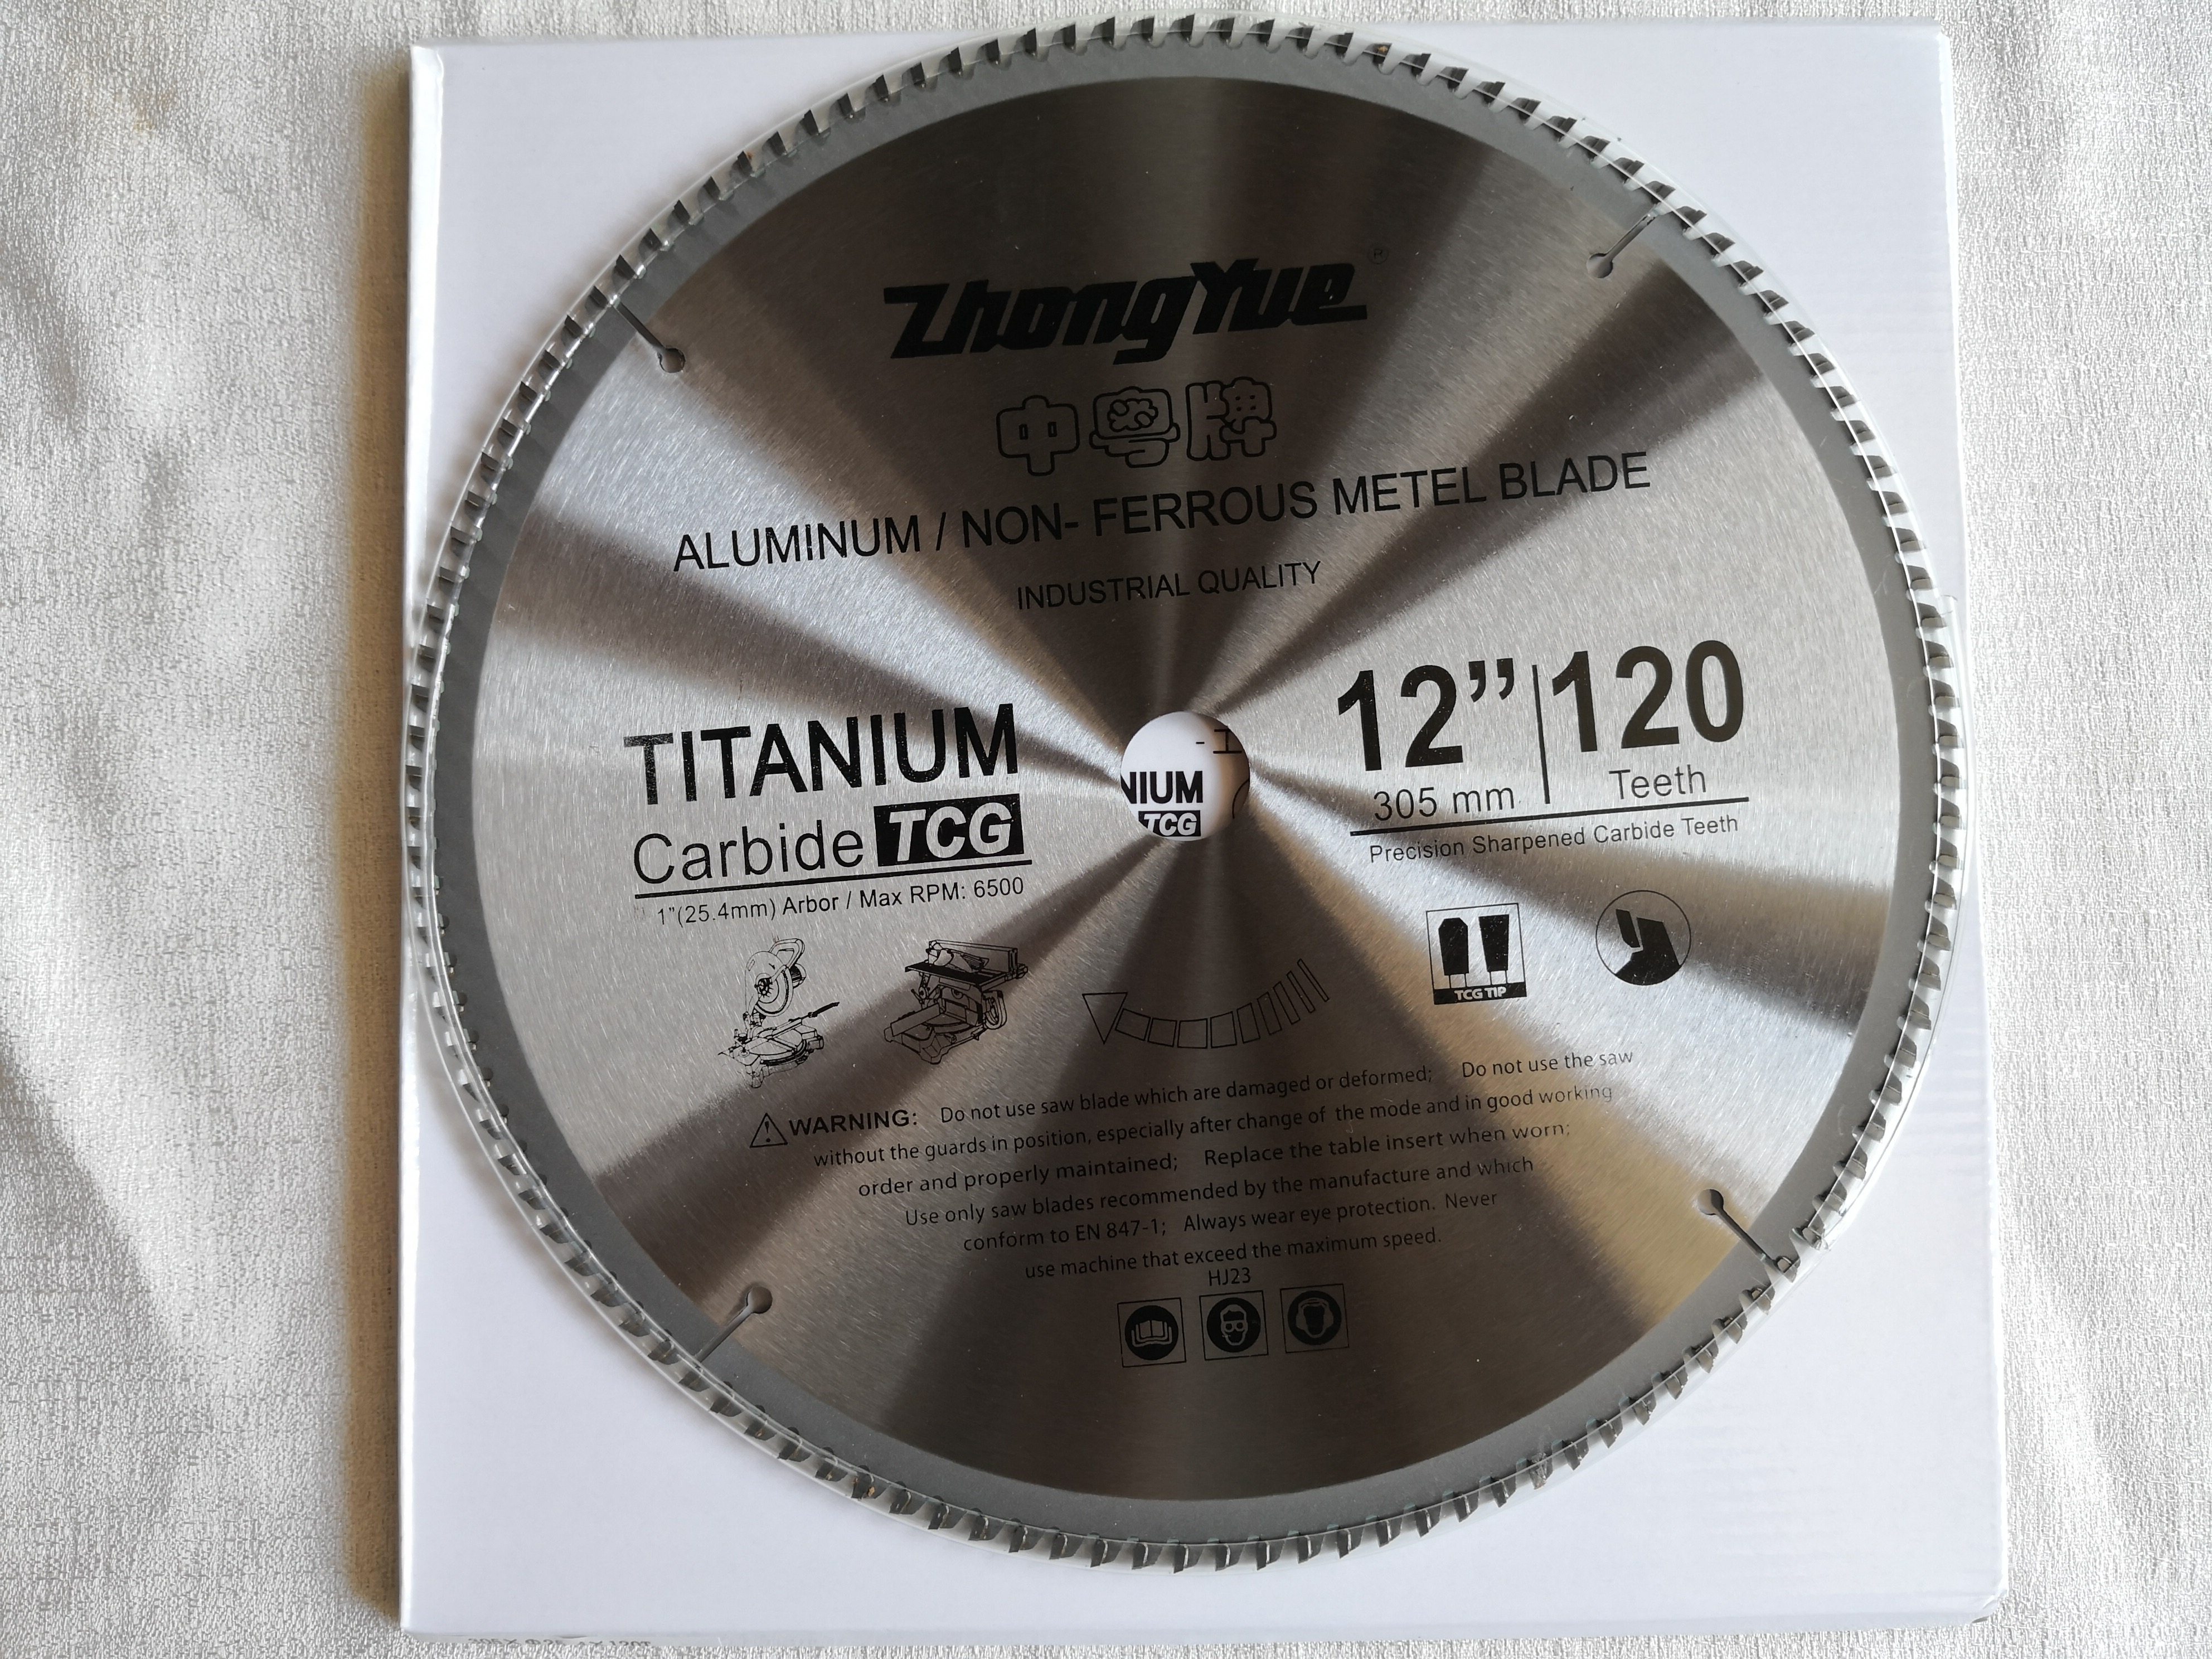 ZhongYue ®
中粤牌
ALUMINUM / NON- FERROUS METEL BLADE
INDUSTRIAL QUALITY
TITANIUM
Carbide TCG
1"(25.4mm) Arbor / Max RPM: 6500
NIUM
TCG
12” 120
305 mm Teeth
Precision Sharpened Carbide Teeth
TCG TIP
WARNING: Do not use saw blade which are damaged or deformed; Do not use the saw
without the guards in position, especially after change of the mode and in good working
order and properly maintained; Replace the table insert when worn;
Use only saw blades recommended by the manufacture and which
conform to EN 847-1; Always wear eye protection. Never
use machine that exceed the maximum speed.
HJ23